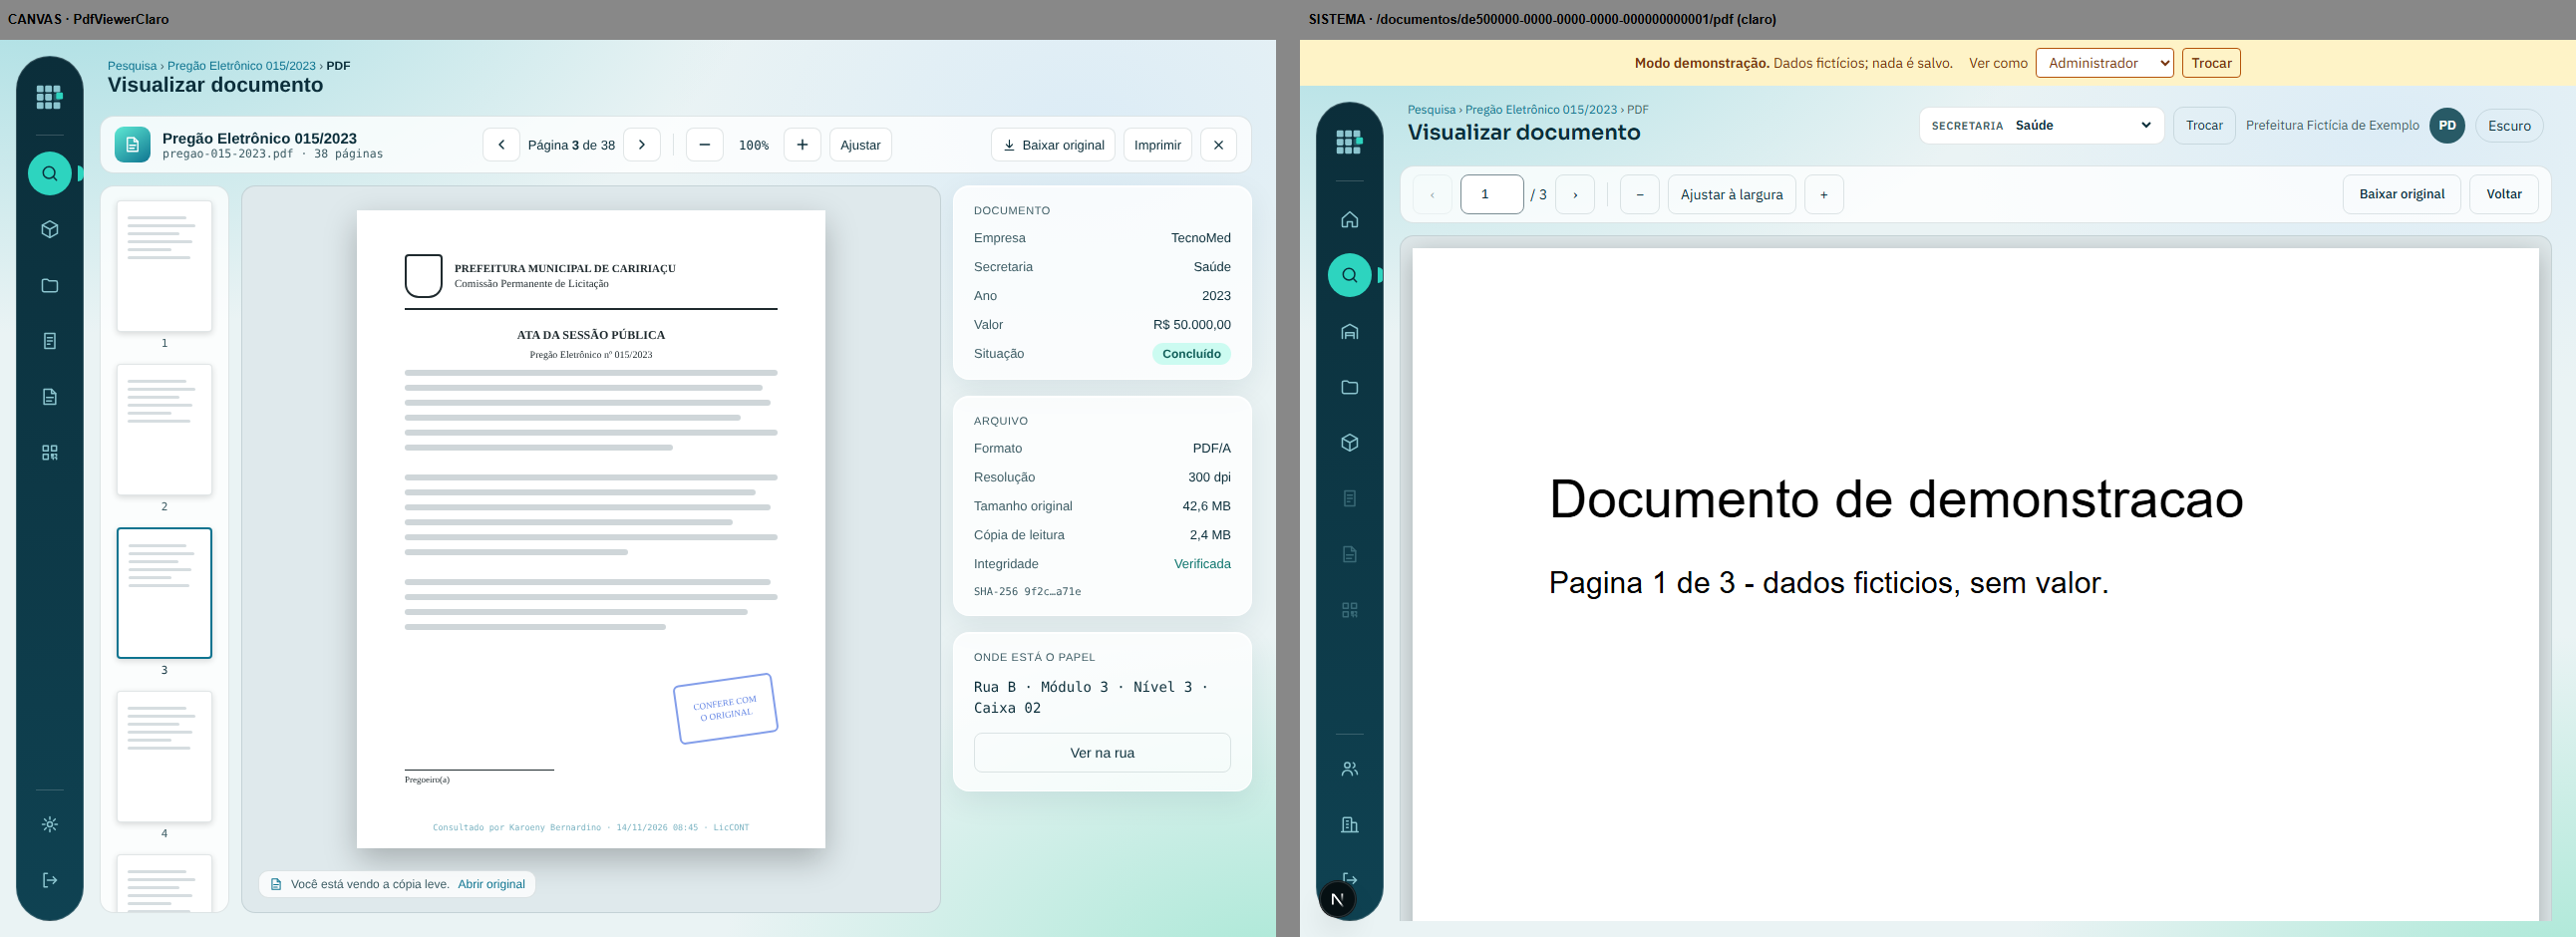 CANVAS · PdfViewerClaro
Pesquisa › Pregão Eletrônico 015/2023 › PDF
Visualizar documento
Pregão Eletrônico 015/2023
pregao-015-2023.pdf · 38 páginas
Página 3 de 38
100%
Ajustar
Baixar original
Imprimir
1
2
3
4
PREFEITURA MUNICIPAL DE CARIRIAÇU
Comissão Permanente de Licitação
ATA DA SESSÃO PÚBLICA
Pregão Eletrônico nº 015/2023
CONFERE COM
O ORIGINAL
Pregoeiro(a)
Consultado por Karoeny Bernardino · 14/11/2026 08:45 · LicCONT
Você está vendo a cópia leve. Abrir original
DOCUMENTO
Empresa TecnoMed
Secretaria Saúde
Ano 2023
Valor R$ 50.000,00
Situação Concluído
ARQUIVO
Formato PDF/A
Resolução 300 dpi
Tamanho original 42,6 MB
Cópia de leitura 2,4 MB
Integridade Verificada
SHA-256 9f2c…a71e
ONDE ESTÁ O PAPEL
Rua B · Módulo 3 · Nível 3 ·
Caixa 02
Ver na rua
SISTEMA · /documentos/de500000-0000-0000-0000-000000000001/pdf (claro)
Modo demonstração. Dados fictícios; nada é salvo. Ver como Administrador Trocar
Pesquisa › Pregão Eletrônico 015/2023 › PDF
Visualizar documento
SECRETARIA Saúde
Trocar
Prefeitura Fictícia de Exemplo
PD
Escuro
‹ 1 / 3 ›
−
Ajustar à largura
+
Baixar original
Voltar
Documento de demonstracao
Pagina 1 de 3 - dados ficticios, sem valor.
N